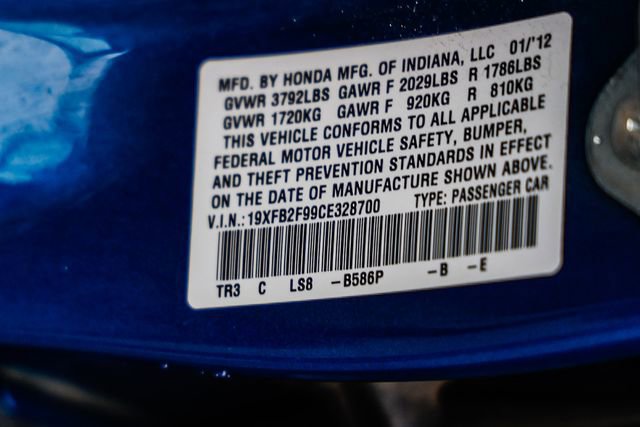 MFD. BY HONDA MFG. OF INDIANA, LLC 01/'12
GVWR 3792LBS GAWR F 2029LBS R 1786LBS
GVWR 1720KG GAWR F 920KG R 810KG
THIS VEHICLE CONFORMS TO ALL APPLICABLE
FEDERAL MOTOR VEHICLE SAFETY, BUMPER,
AND THEFT PREVENTION STANDARDS IN EFFECT
ON THE DATE OF MANUFACTURE SHOWN ABOVE.
V.I.N.: 19XFB2F99CE328700 TYPE: PASSENGER CAR
TR3 C LS8 -B586P -B -E